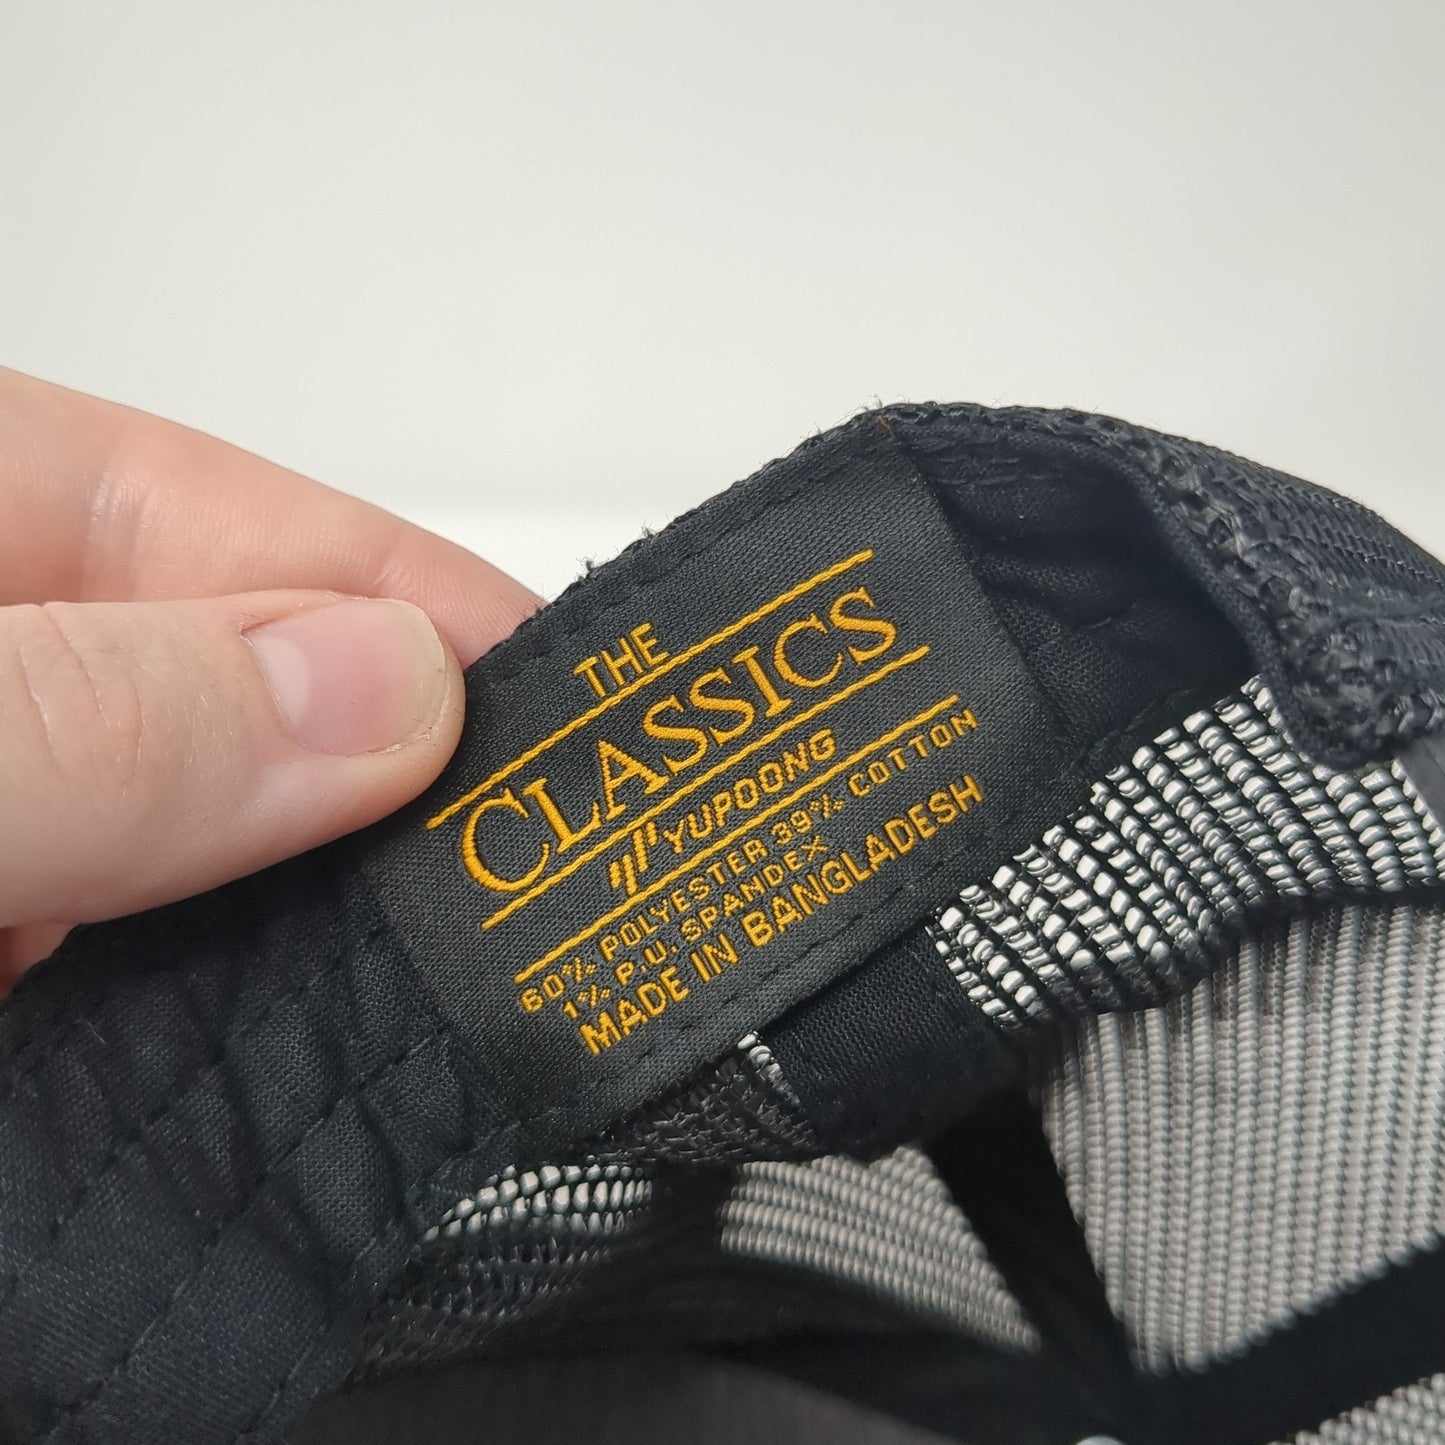 THE
CLASSICS
YUPOONG
60% POLYESTER 39% COTTON
1% P.U. SPANDEX
MADE IN BANGLADESH